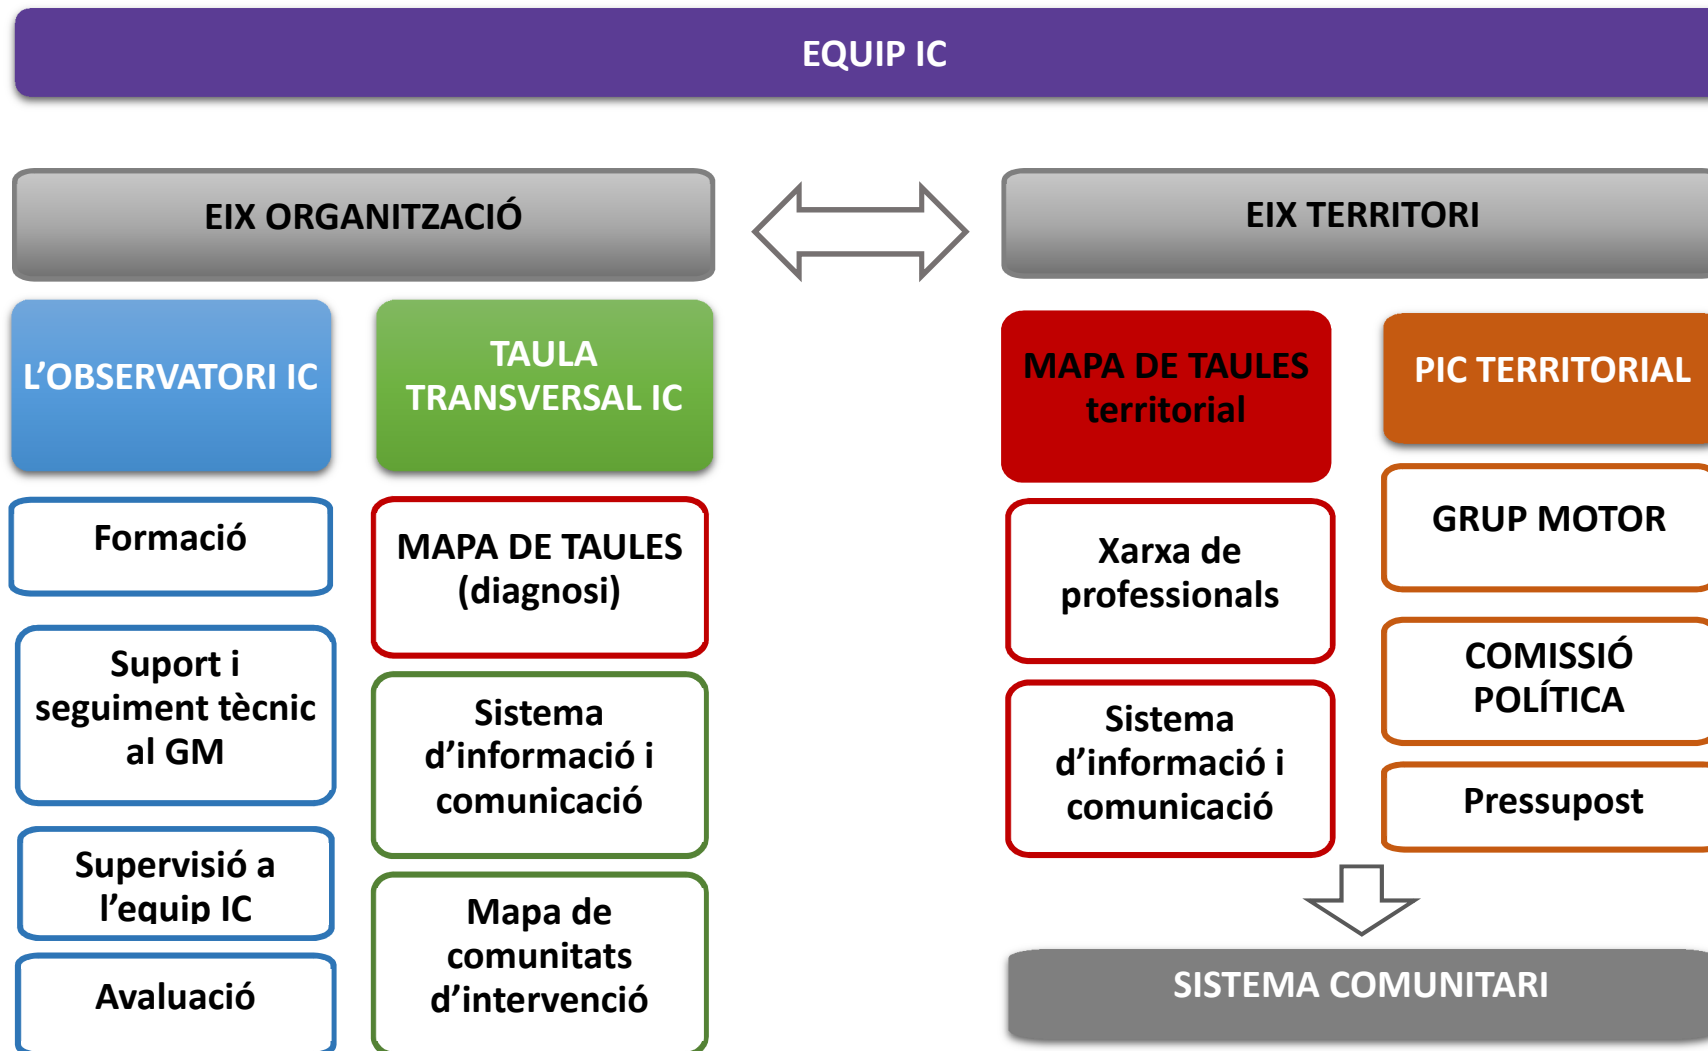 EQUIP IC
EIX ORGANITZACIÓ
EIX TERRITORI
L’OBSERVATORI IC
TAULA
TRANSVERSAL IC
MAPA DE TAULES
territorial
PIC TERRITORIAL
Formació
Suport i
seguiment tècnic
al GM
Supervisió a
l’equip IC
Avaluació
MAPA DE TAULES
(diagnosi)
Sistema
d’informació i
comunicació
Mapa de
comunitats
d’intervenció
Xarxa de
professionals
Sistema
d’informació i
comunicació
GRUP MOTOR
COMISSIÓ
POLÍTICA
Pressupost
SISTEMA COMUNITARI